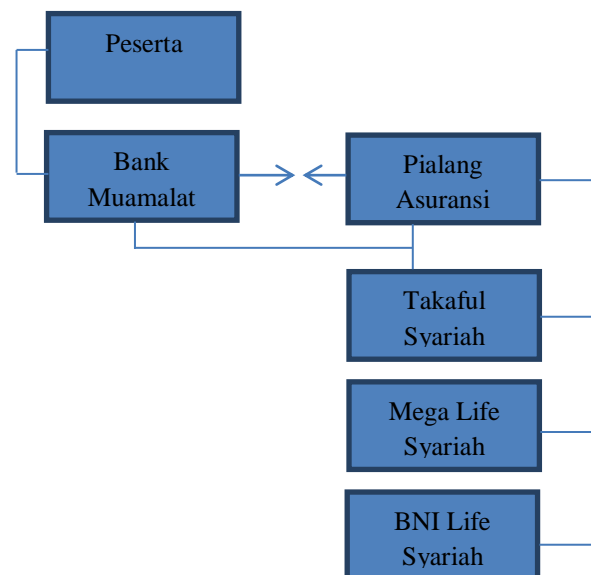 Peserta
Bank
Muamalat
Pialang
Asuransi
Takaful
Syariah
Mega Life
Syariah
BNI Life
Syariah